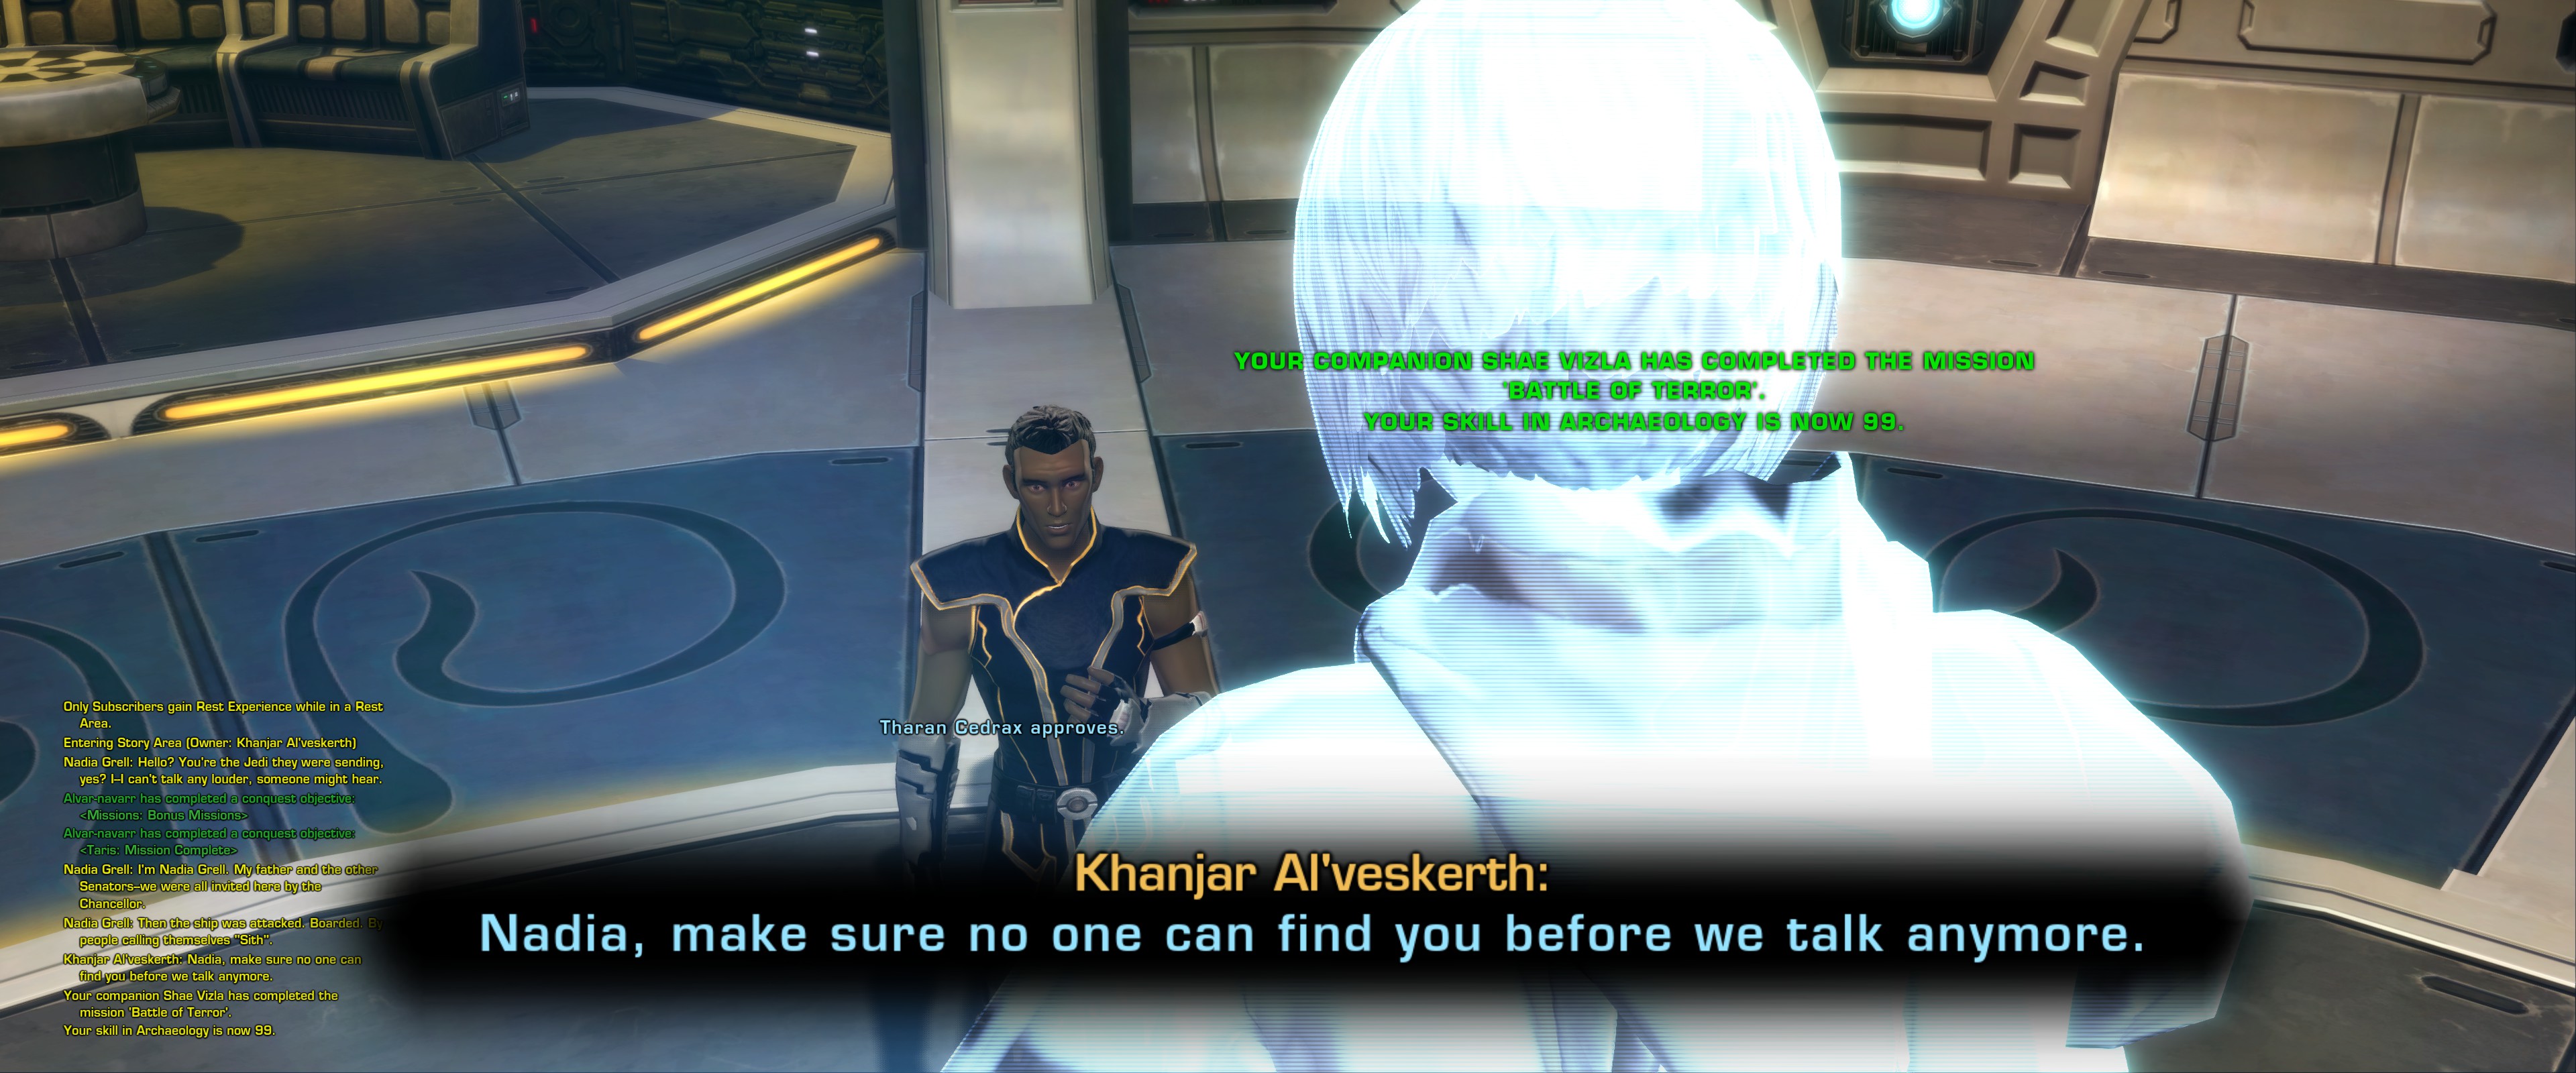 YOUR COMPANION SHAE VIZLA HAS COMPLETED THE MISSION
'BATTLE OF TERROR'.
YOUR SKILL IN ARCHAEOLOGY IS NOW 99.
Tharan Cedrax approves.
Only Subscribers gain Rest Experience while in a Rest
Area.
Entering Story Area (Owner: Khanjar Al'veskerth)
Nadia Grell: Hello? You're the Jedi they were sending,
yes? I–I can't talk any louder, someone might hear.
Alvar-navarr has completed a conquest objective:
<Missions: Bonus Missions>
Alvar-navarr has completed a conquest objective:
<Taris: Mission Complete>
Nadia Grell: I'm Nadia Grell. My father and the other
Senators–we were all invited here by the
Chancellor.
Nadia Grell: Then the ship was attacked. Boarded. By
people calling themselves "Sith".
Khanjar Al'veskerth: Nadia, make sure no one can
find you before we talk anymore.
Your companion Shae Vizla has completed the
mission 'Battle of Terror'.
Your skill in Archaeology is now 99.
Khanjar Al'veskerth:
Nadia, make sure no one can find you before we talk anymore.